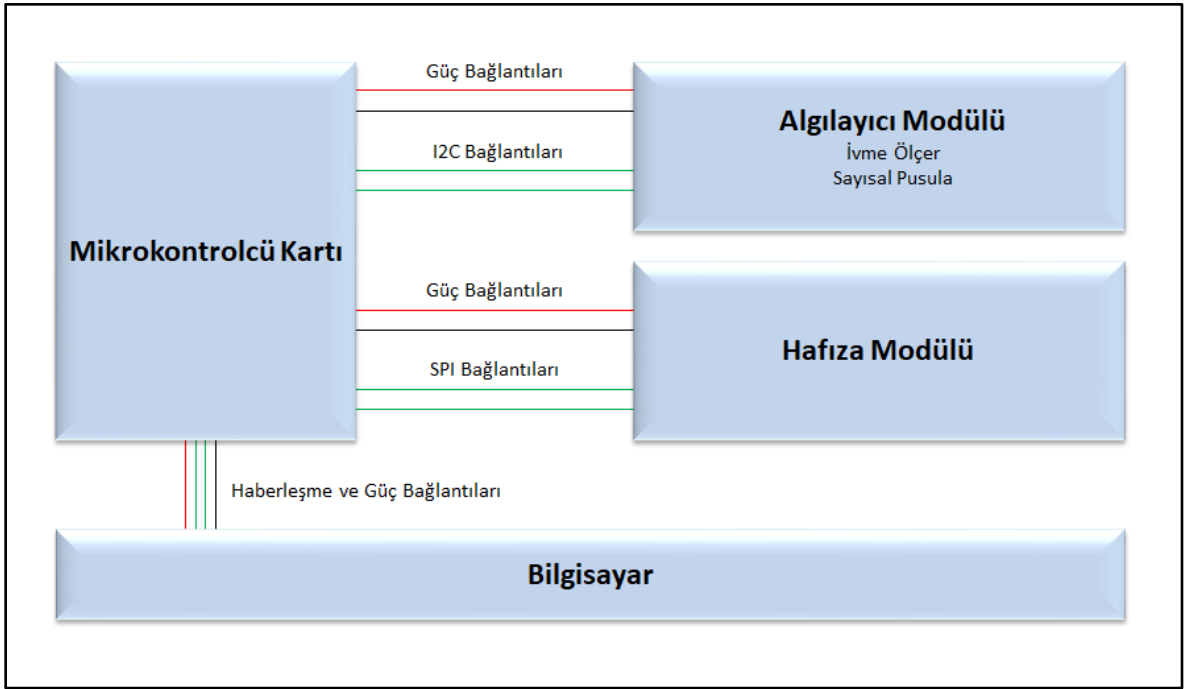 Güç Bağlantıları
Algılayıcı Modülü
İvme Ölçer
Sayısal Pusula
I2C Bağlantıları
Mikrokontrolcü Kartı
Güç Bağlantıları
Hafıza Modülü
SPI Bağlantıları
Haberleşme ve Güç Bağlantıları
Bilgisayar